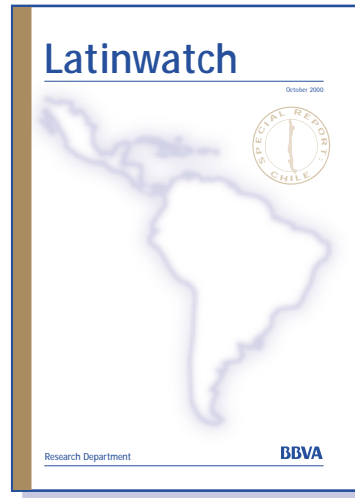 Latinwatch
October 2000
SPECIAL REPORT:
CHILE
Research Department
BBVA